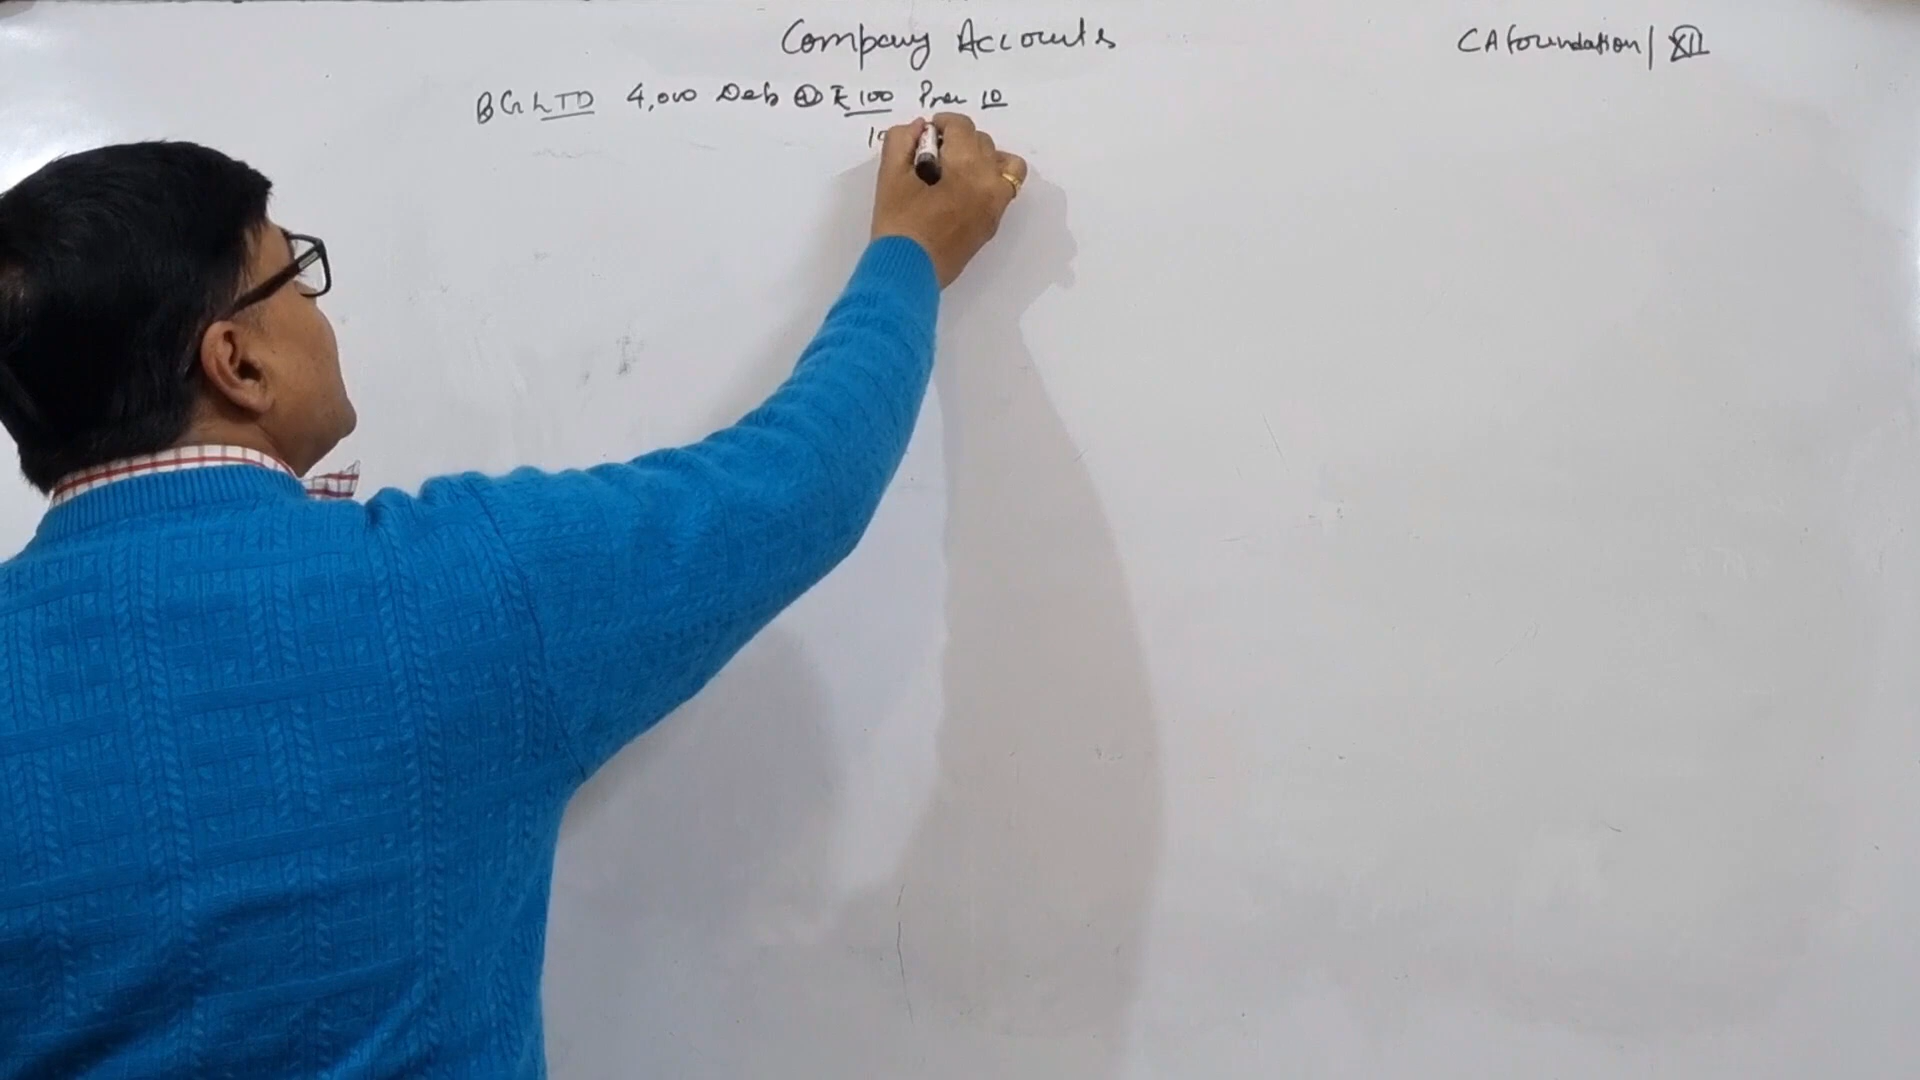 Company Accounts
CA foundation / XII
BG LTD 4,000 Deb @ ₹100 Prem 10